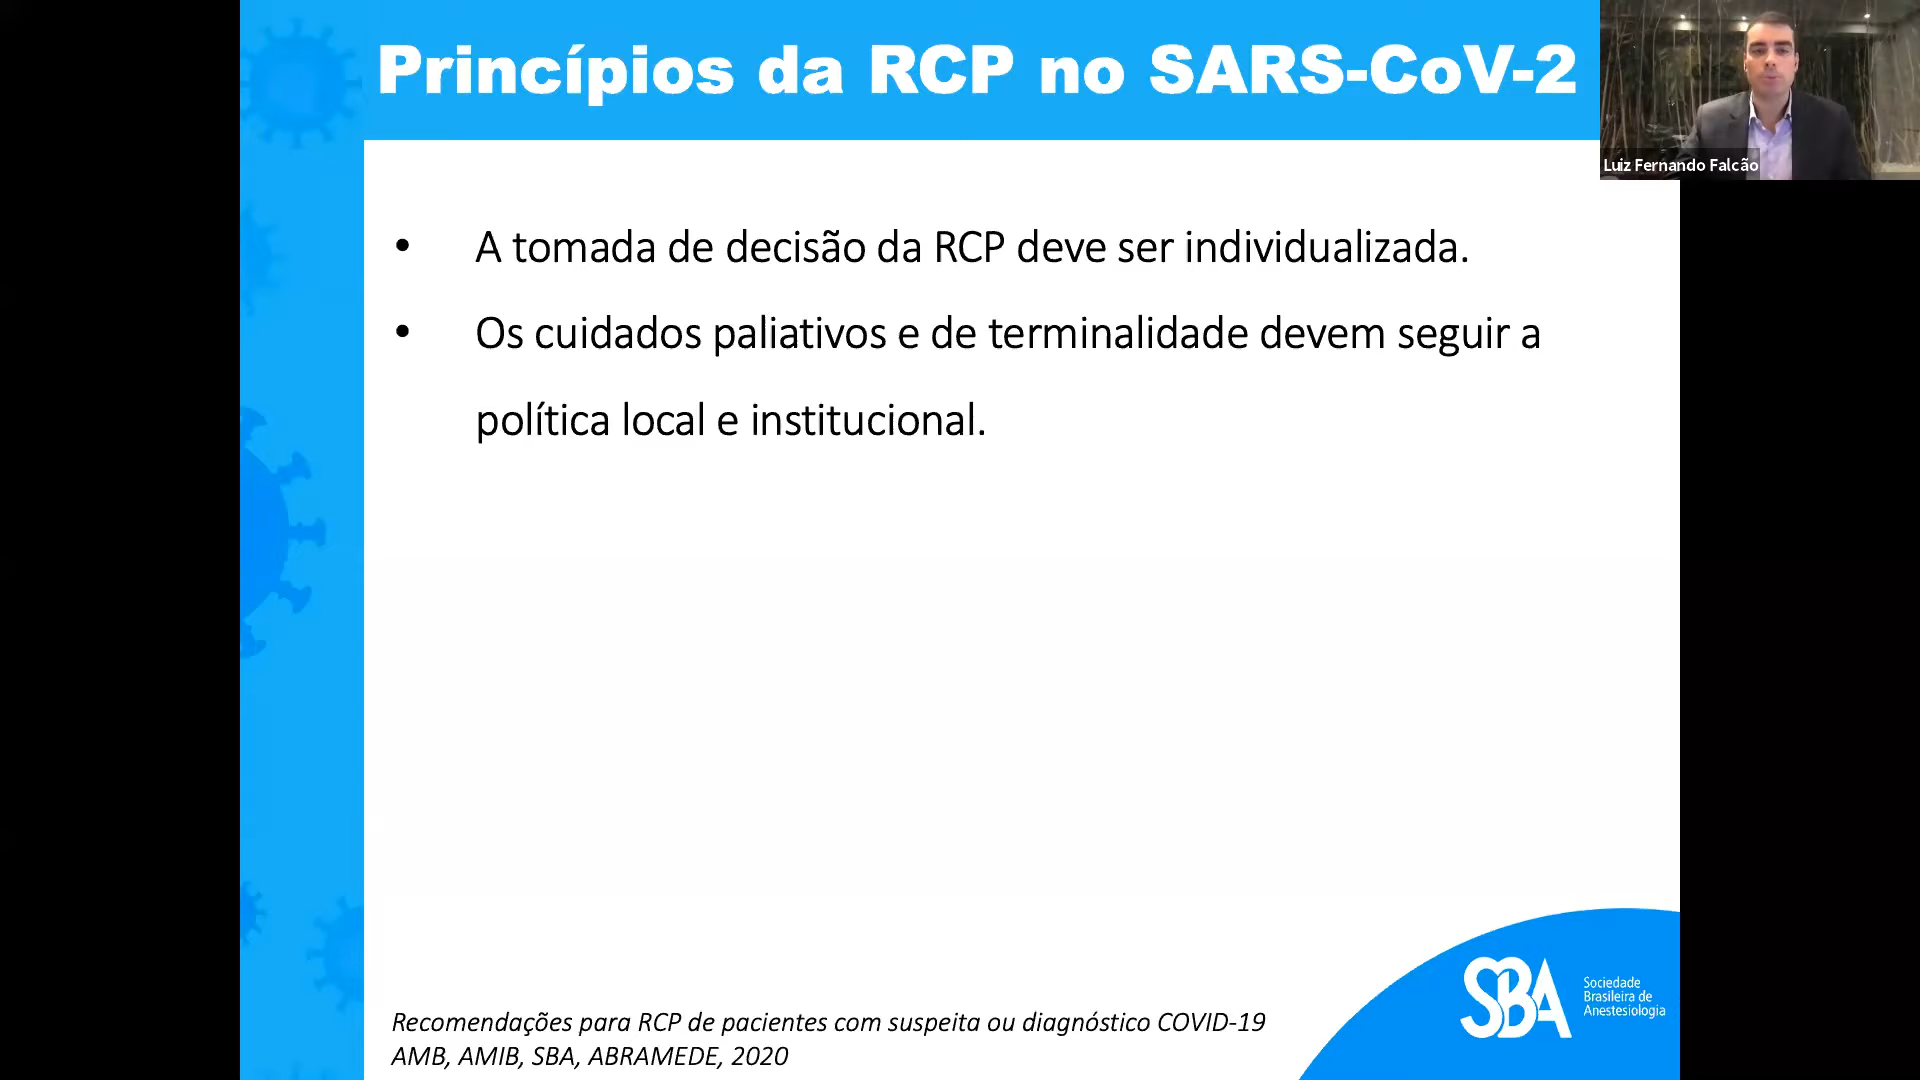 Princípios da RCP no SARS-CoV-2
Luiz Fernando Falcão
• A tomada de decisão da RCP deve ser individualizada.
• Os cuidados paliativos e de terminalidade devem seguir a
política local e institucional.
Recomendações para RCP de pacientes com suspeita ou diagnóstico COVID-19
AMB, AMIB, SBA, ABRAMEDE, 2020
SBA
Sociedade
Brasileira de
Anestesiologia